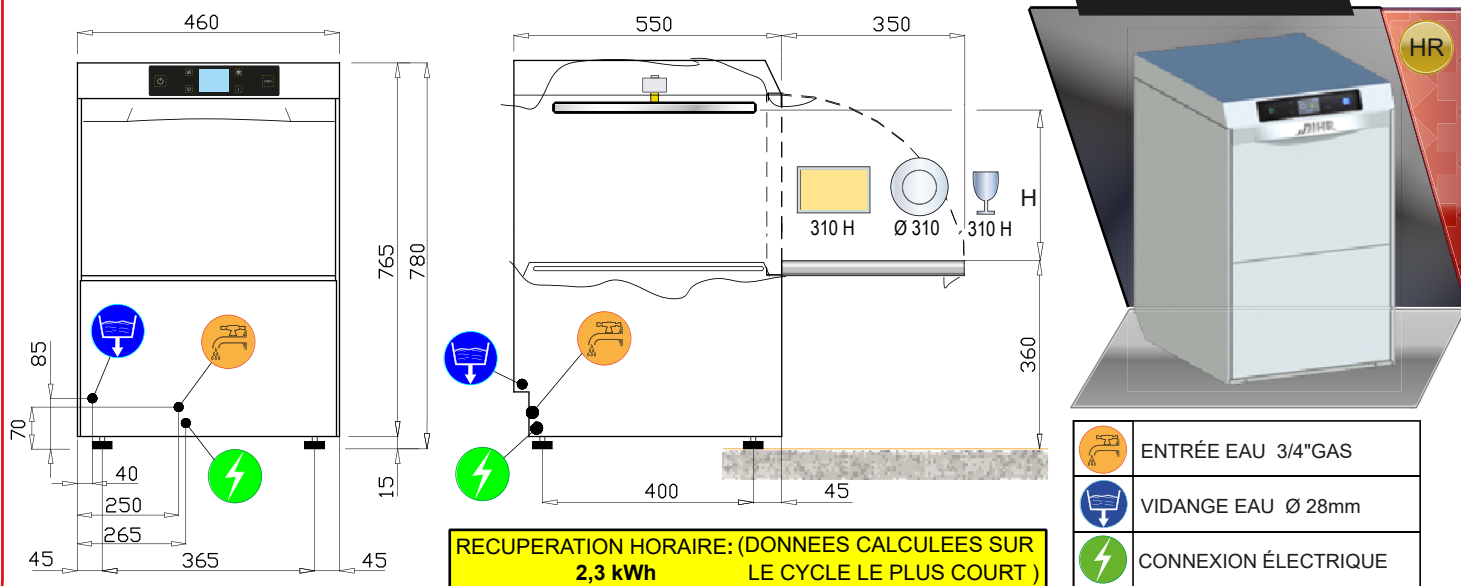 460
550
350
HR
DIHR
765
780
310 H
Ø 310
310 H
H
85
70
360
40
250
265
15
45
365
45
400
45
RECUPERATION HORAIRE: (DONNEES CALCULEES SUR
2,3 kWh LE CYCLE LE PLUS COURT )
ENTRÉE EAU 3/4"GAS
VIDANGE EAU Ø 28mm
CONNEXION ÉLECTRIQUE